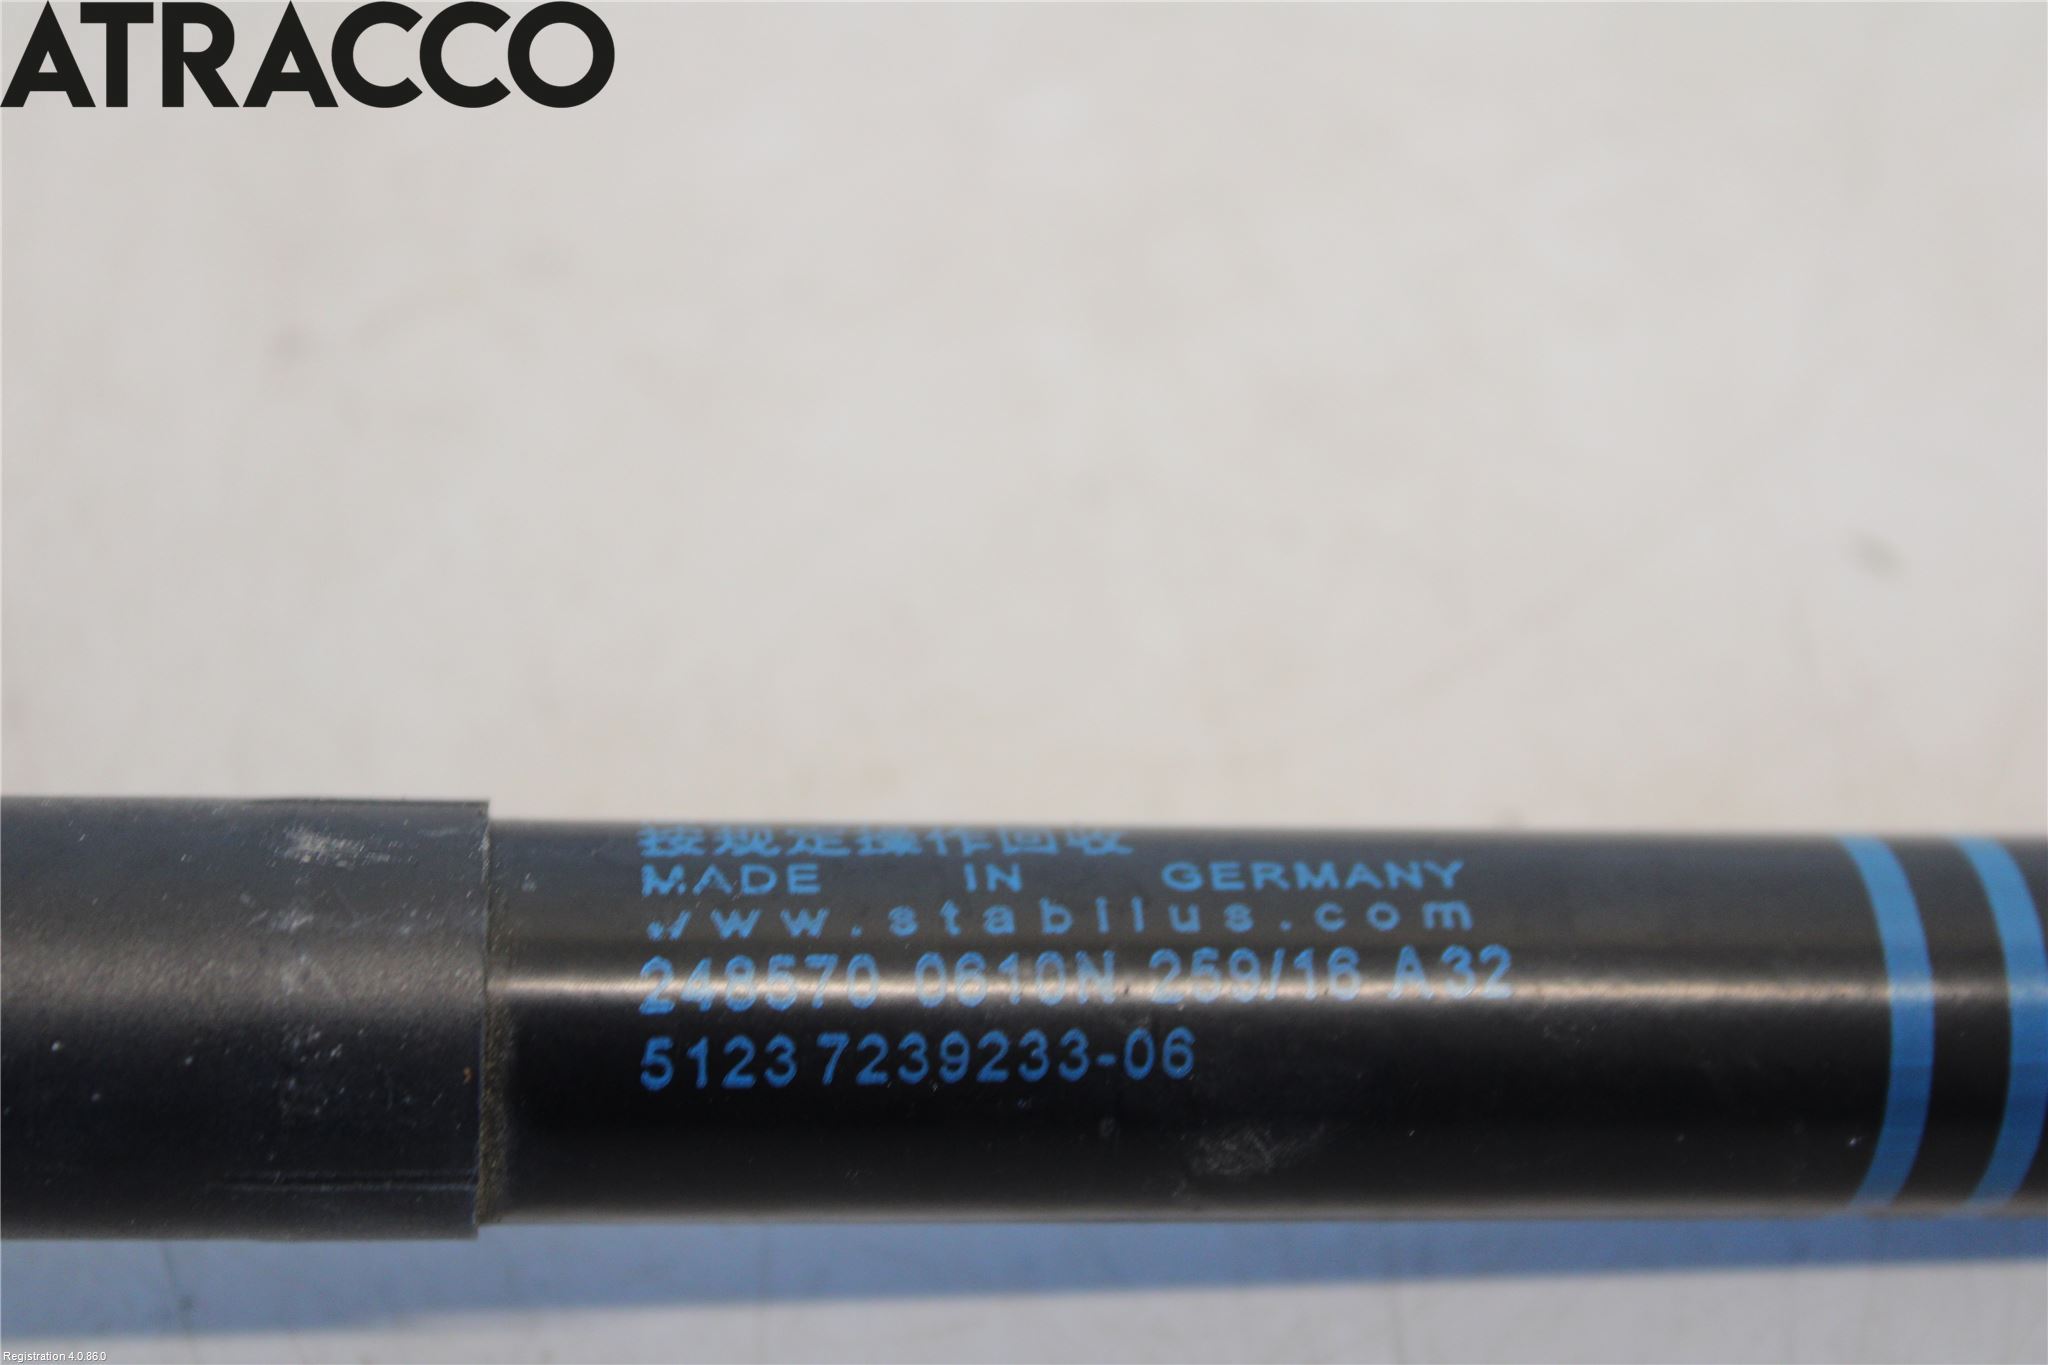 ATRACCO
按规定操作回收
MADE IN GERMANY
www.stabilus.com
248570 0610N 259/16 A32
5123 7239233-06
Registration 4.0.86.0